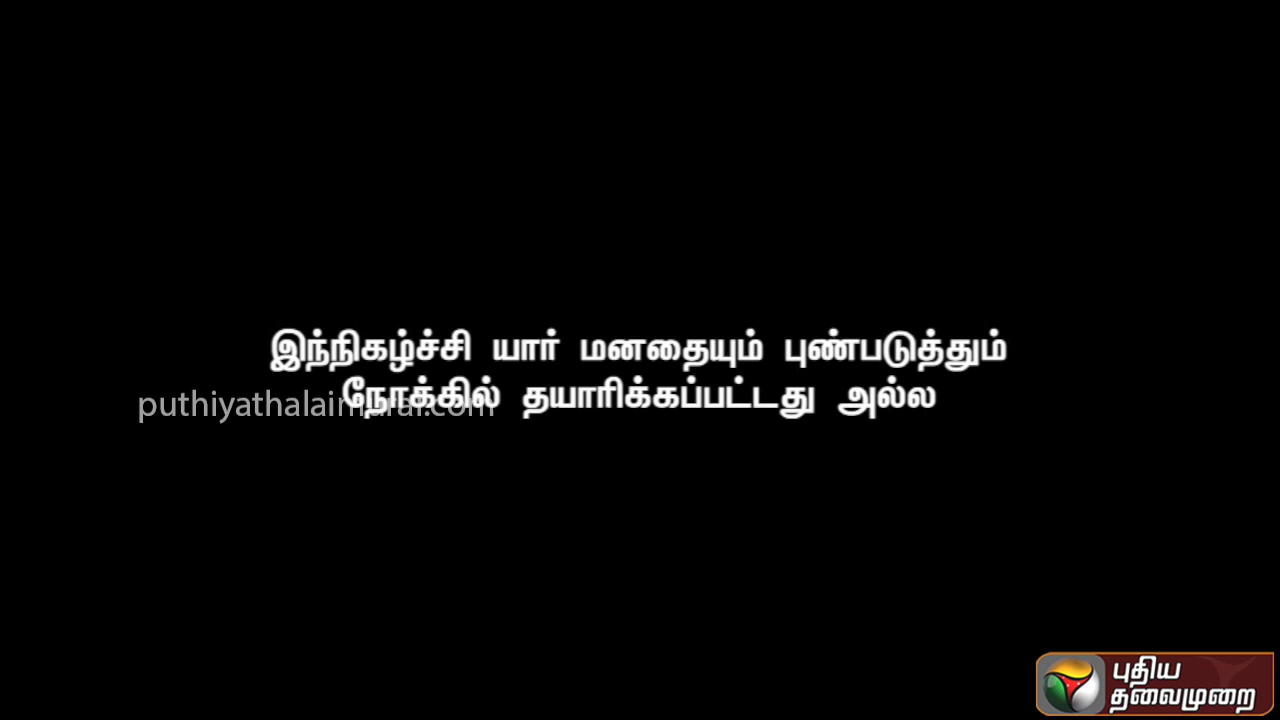 இந்நிகழ்ச்சி யார் மனதையும் புண்படுத்தும்
நோக்கில் தயாரிக்கப்பட்டது அல்ல
puthiyathalaimurai.com
புதிய
தலைமுறை